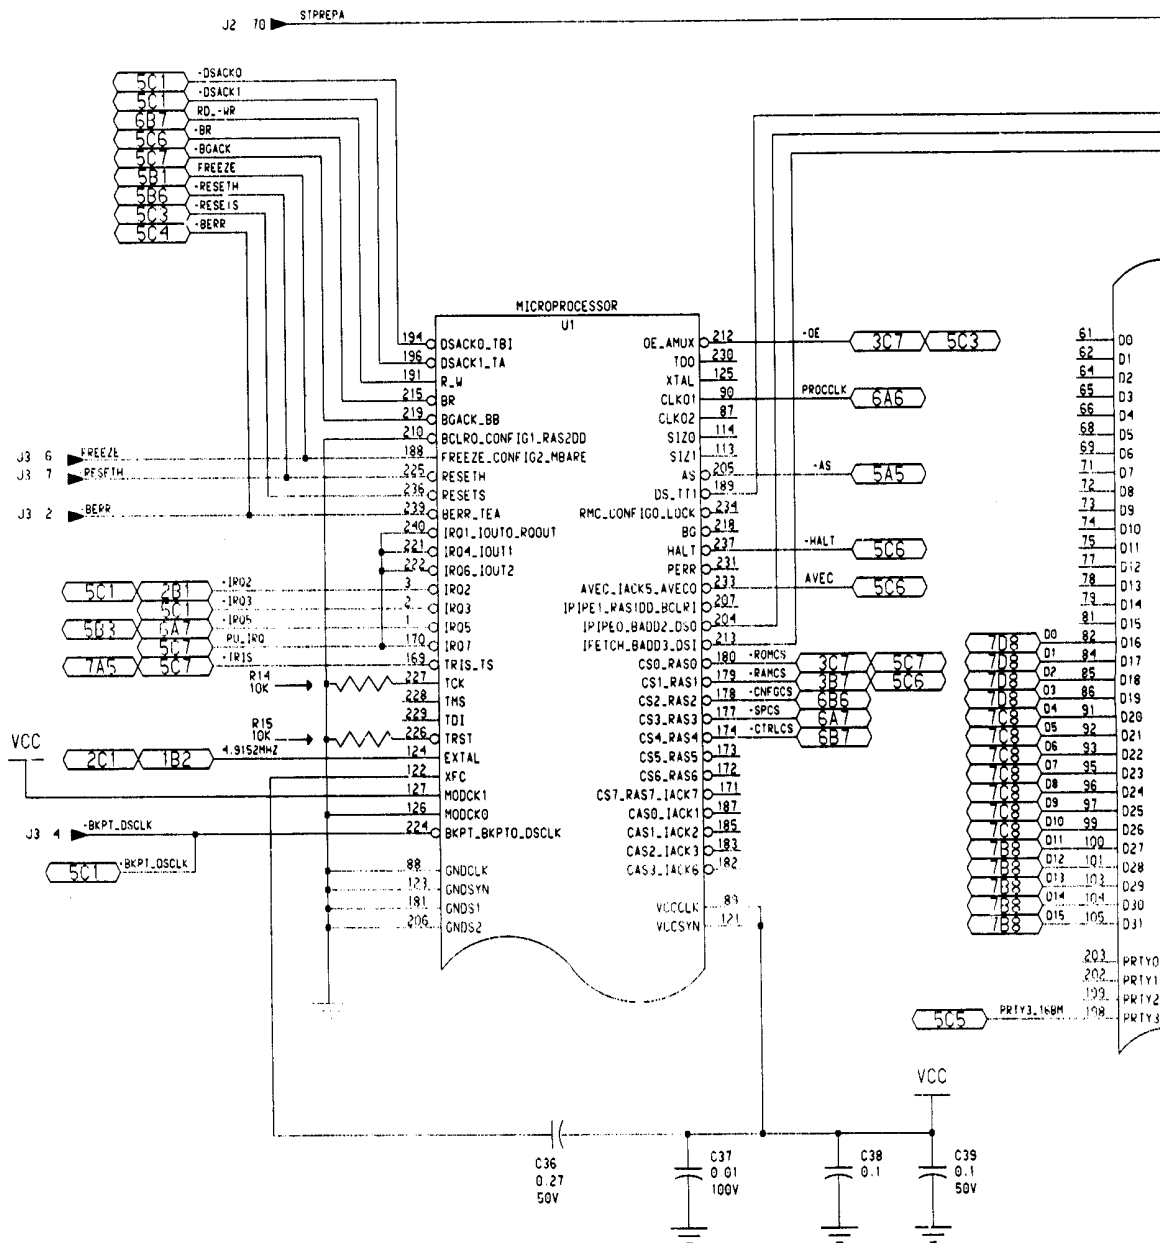 J2 70 STPREPA
5C1 -DSACK0
5C1 -DSACK1
6B7 RD_-WR
5C6 -BR
5C7 -BGACK
5B1 FREEZE
5B6 -RESETH
5C3 -RESETS
5C4 -BERR
MICROPROCESSOR
U1
194 DSACK0_TBI
196 DSACK1_TA
191 R_W
215 BR
219 BGACK_BB
210 BCLRO_CONFIG1_RAS2DD
J3 6 FREEZE 188 FREEZE_CONFIG2_MBARE
J3 7 RESETH 225 RESETH
236 RESETS
J3 2 -BERR 239 BERR_TEA
240 IRQ1_IOUT0_RQOUT
221 IRQ4_IOUT1
222 IRQ6_IOUT2
5C1 2B1 -IRQ2 3 IRQ2
5C1 -IRQ3 2 IRQ3
5B3 6A7 -IRQ5 1 IRQ5
5C7 PU_IRQ 170 IRQ7
7A5 5C7 -TRIS 169 TRIS_TS
R14
10K
227 TCK
228 TMS
229 TDI
R15
10K
226 TRST
VCC
2C1 1B2 4.9152MHZ 124 EXTAL
122 XFC
127 MODCK1
126 MODCK0
J3 4 -BKPT_DSCLK 224 BKPT_BKPTO_DSCLK
5C1 -BKPT_DSCLK
88 GNDCLK
123 GNDSYN
181 GNDS1
206 GNDS2
OE_AMUX 212 -OE 3C7 5C3
TDO 230
XTAL 125
CLKO1 90 PROCCLK 6A6
CLKO2 87
SIZ0 114
SIZ1 113
AS 205 -AS 5A5
DS_TT1 189
RMC_CONFIG0_LOCK 234
BG 218
HALT 237 -HALT 5C6
PERR 231
AVEC_IACK5_AVECO 233 AVEC 5C6
IPIPE1_RAS1DD_BCLRI 207
IPIPE0_BADD2_DSO 204
IFETCH_BADD3_DSI 213
CS0_RAS0 180 -ROMCS 3C7 5C7
CS1_RAS1 179 -RAMCS 3B7 5C6
CS2_RAS2 178 -CNFGCS 6B6
CS3_RAS3 177 -SPCS 6A7
CS4_RAS4 174 -CTRLCS 6B7
CS5_RAS5 173
CS6_RAS6 172
CS7_RAS7_IACK7 171
CAS0_IACK1 187
CAS1_IACK2 185
CAS2_IACK3 183
CAS3_IACK6 182
VCCCLK 89
VCCSYN 121
61 D0
62 D1
64 D2
65 D3
66 D4
68 D5
69 D6
71 D7
72 D8
73 D9
74 D10
75 D11
77 D12
78 D13
79 D14
81 D15
7D8 D0 82 D16
7D8 D1 84 D17
7D8 D2 85 D18
7D8 D3 86 D19
7C8 D4 91 D20
7C8 D5 92 D21
7C8 D6 93 D22
7C8 D7 95 D23
7C8 D8 96 D24
7C8 D9 97 D25
7C8 D10 99 D26
7B8 D11 100 D27
7B8 D12 101 D28
7B8 D13 103 D29
7B8 D14 104 D30
7B8 D15 105 D31
203 PRTY0
202 PRTY1
199 PRTY2
5C5 PRTY3_16BM 198 PRTY3
VCC
C36
0.27
50V
C37
0.01
100V
C38
0.1
C39
0.1
50V